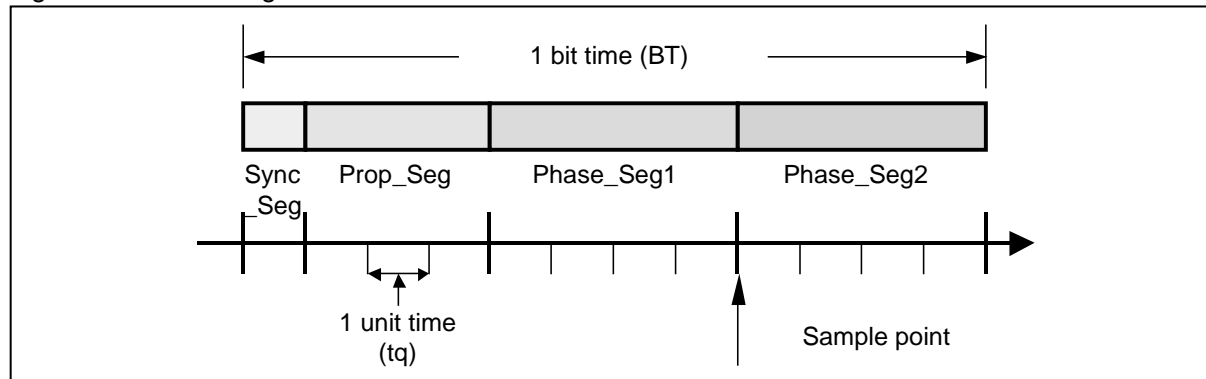 1 bit time (BT)
Sync
_Seg
Prop_Seg
Phase_Seg1
Phase_Seg2
1 unit time
(tq)
Sample point